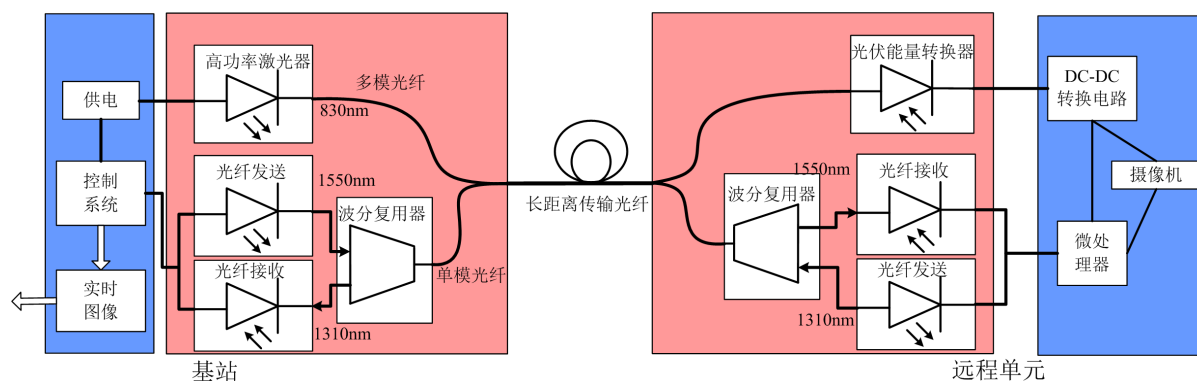 供电
控制
系统
实时
图像
高功率激光器
多模光纤
830nm
光纤发送
1550nm
波分复用器
光纤接收
1310nm
单模光纤
基站
长距离传输光纤
光伏能量转换器
1550nm
光纤接收
波分复用器
光纤发送
1310nm
DC-DC
转换电路
摄像机
微处
理器
远程单元